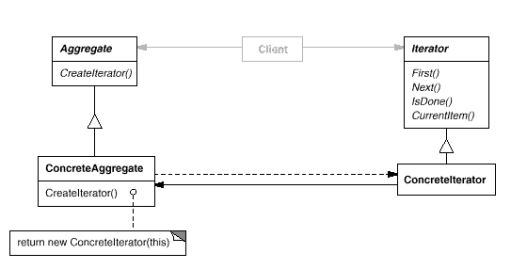 Aggregate
CreateIterator()
Client
Iterator
First()
Next()
IsDone()
CurrentItem()
ConcreteAggregate
CreateIterator()
ConcreteIterator
return new ConcreteIterator(this)